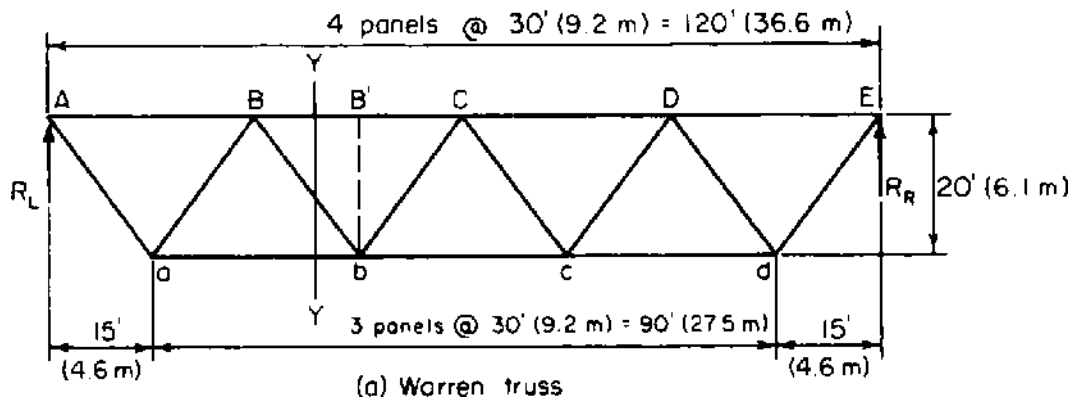 4 panels @ 30' (9.2 m) = 120' (36.6 m)
Y
A B B' C D E
R_L R_R 20' (6.1 m)
a b c d
Y
15' 3 panels @ 30' (9.2 m) = 90' (27.5 m) 15'
(4.6 m) (4.6 m)
(a) Warren truss